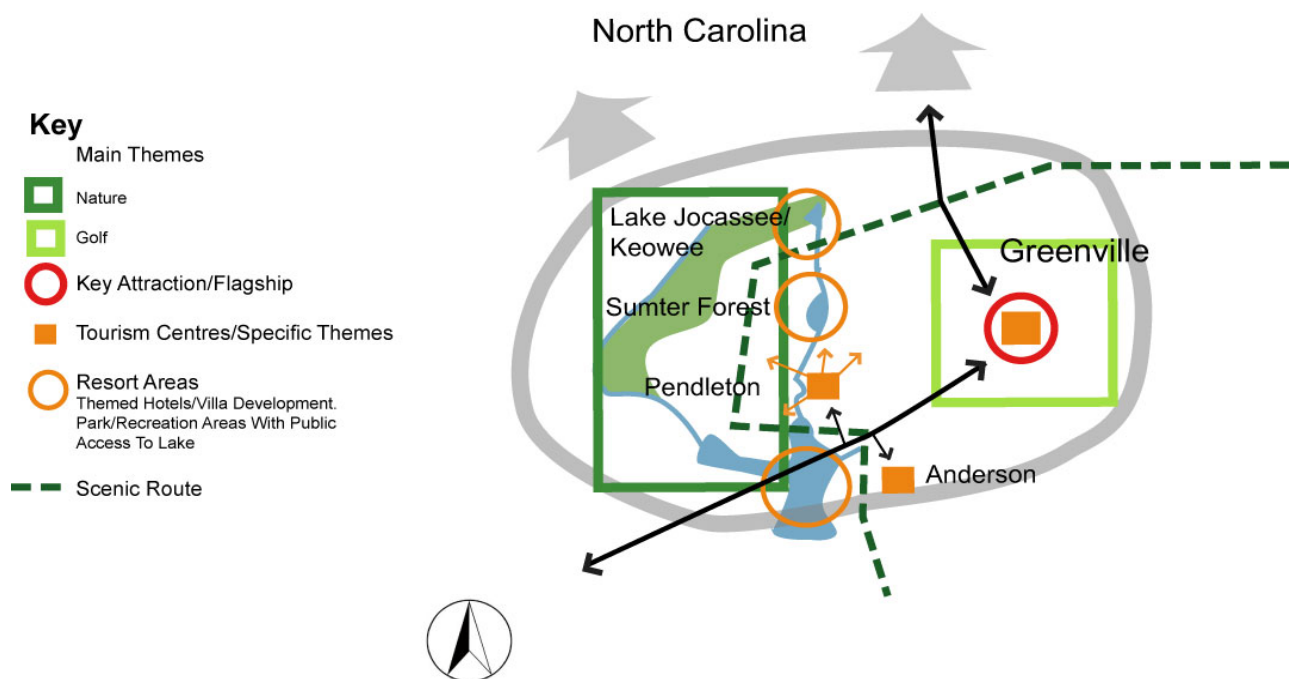 North Carolina
Key
Main Themes
Nature
Golf
Key Attraction/Flagship
Tourism Centres/Specific Themes
Resort Areas
Themed Hotels/Villa Development.
Park/Recreation Areas With Public
Access To Lake
Scenic Route
Lake Jocassee/
Keowee
Greenville
Sumter Forest
Pendleton
Anderson